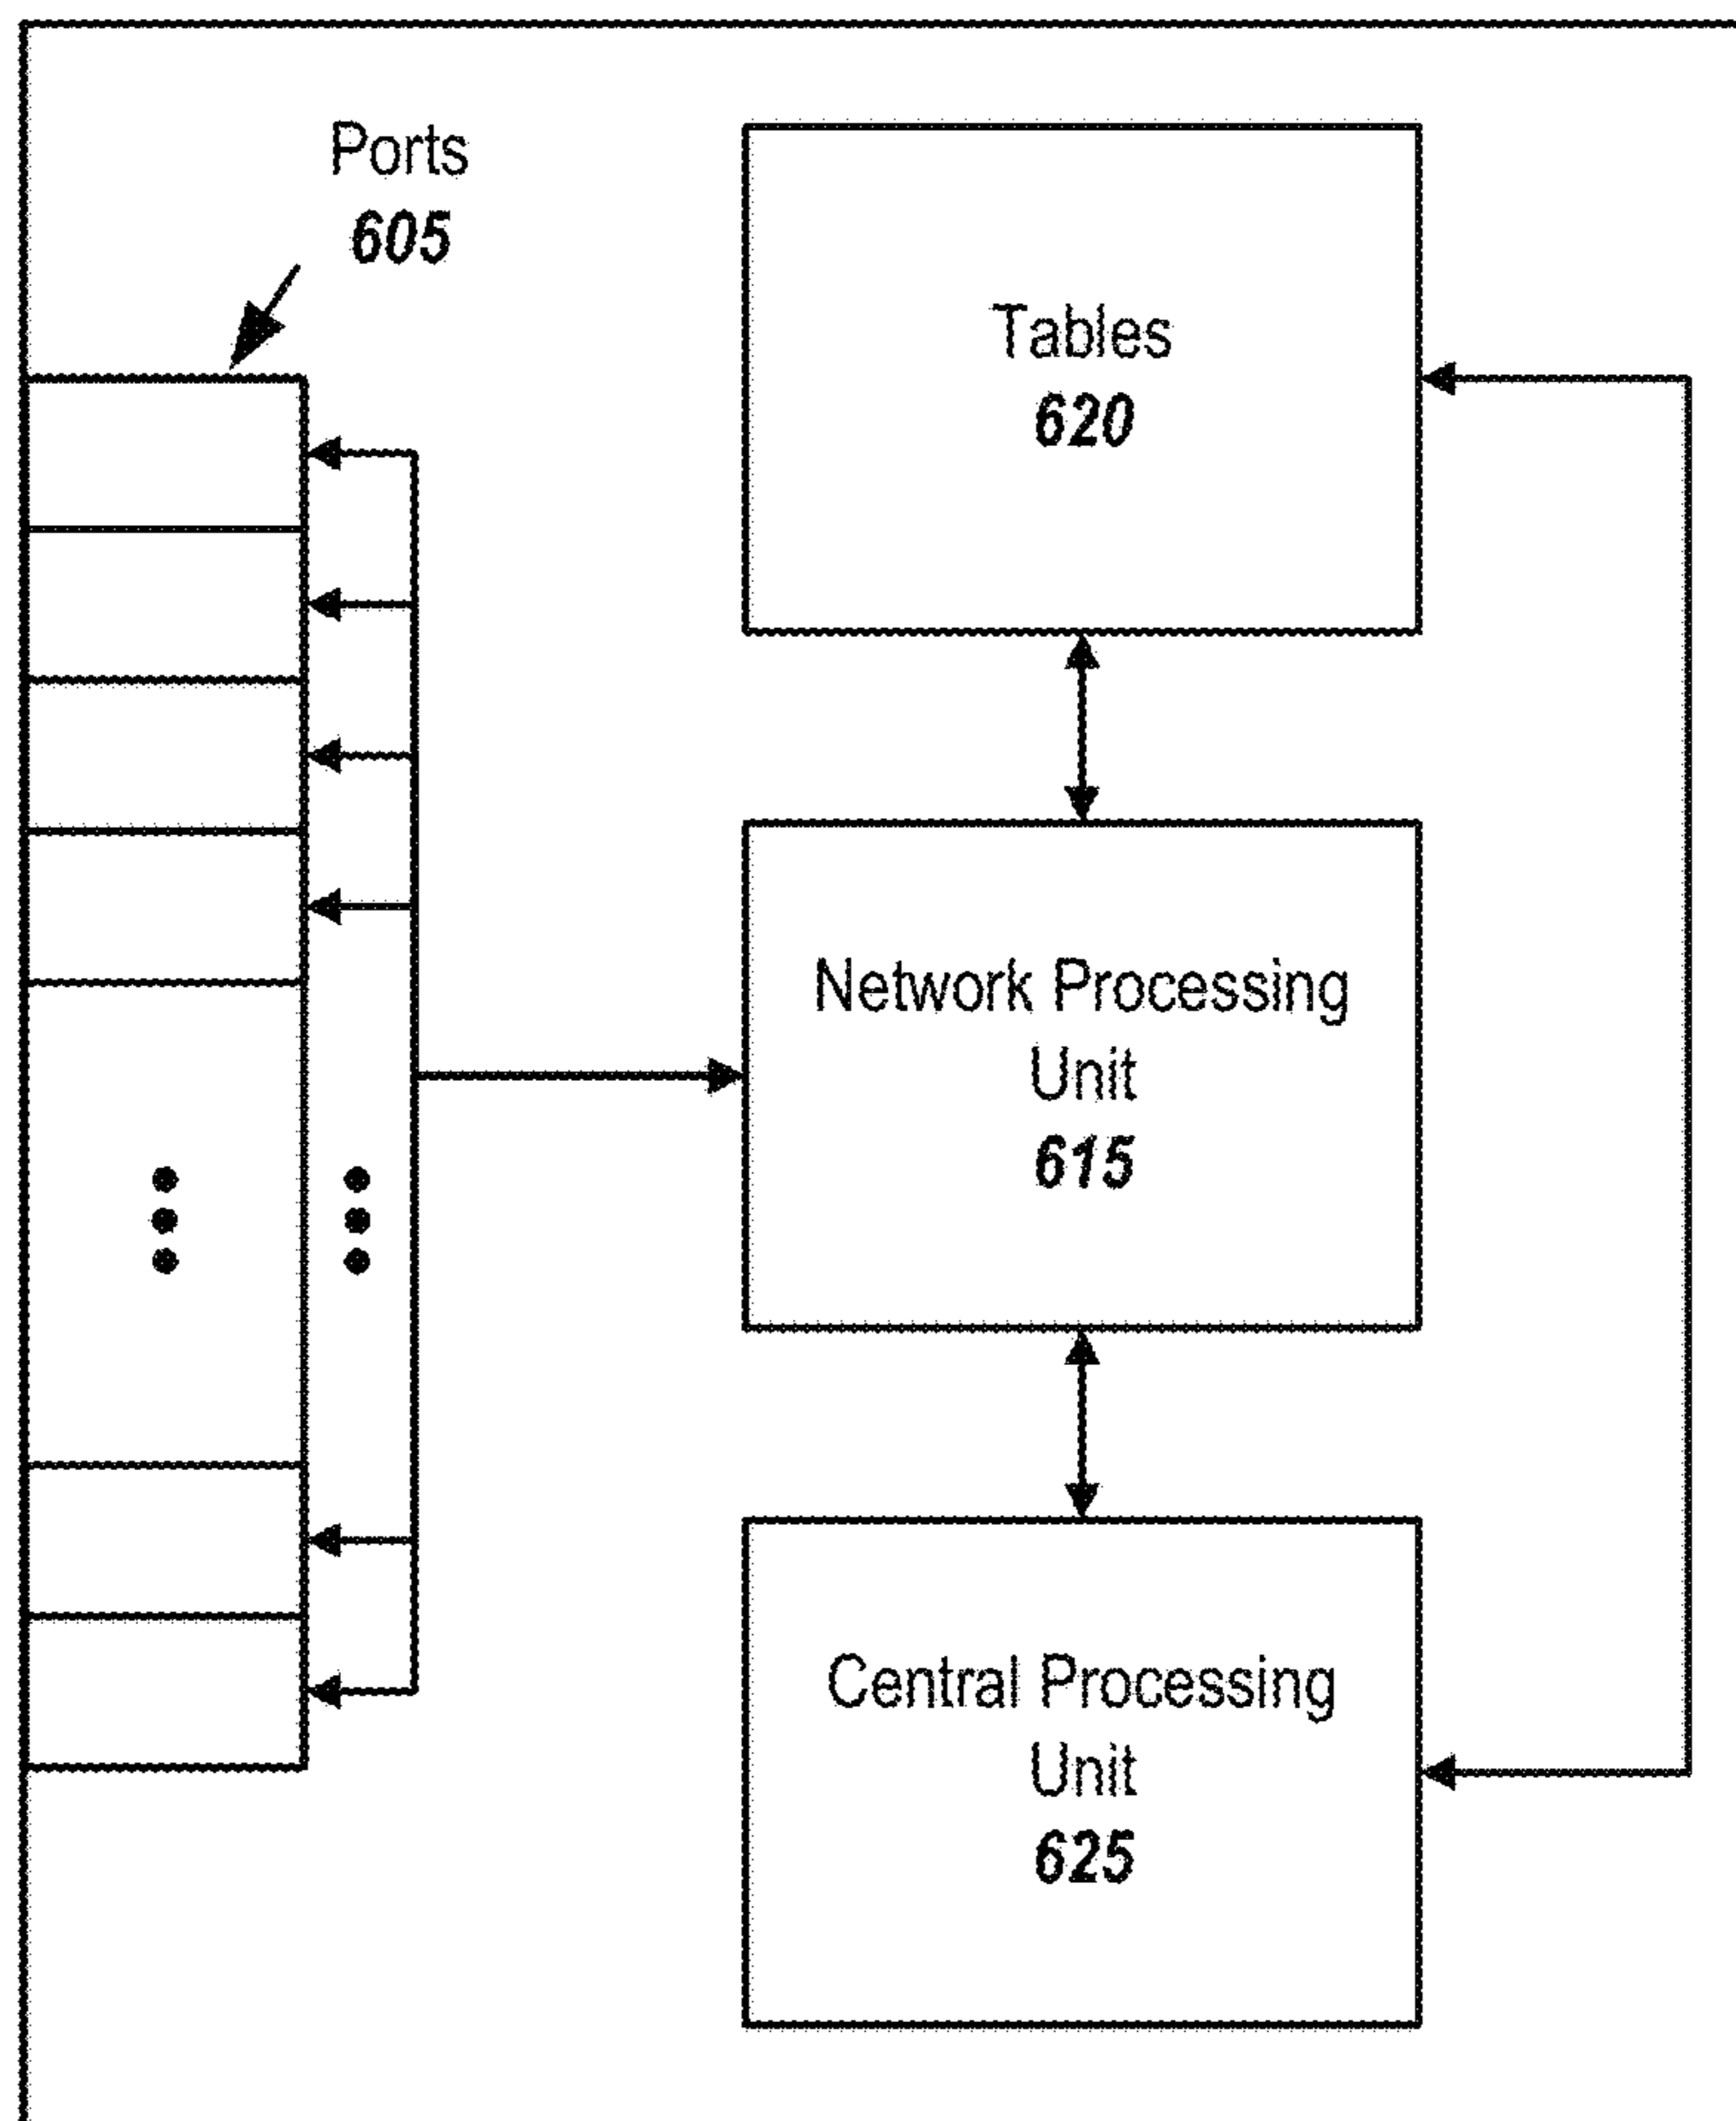 Ports
605
Tables
620
Network Processing
Unit
615
Central Processing
Unit
625